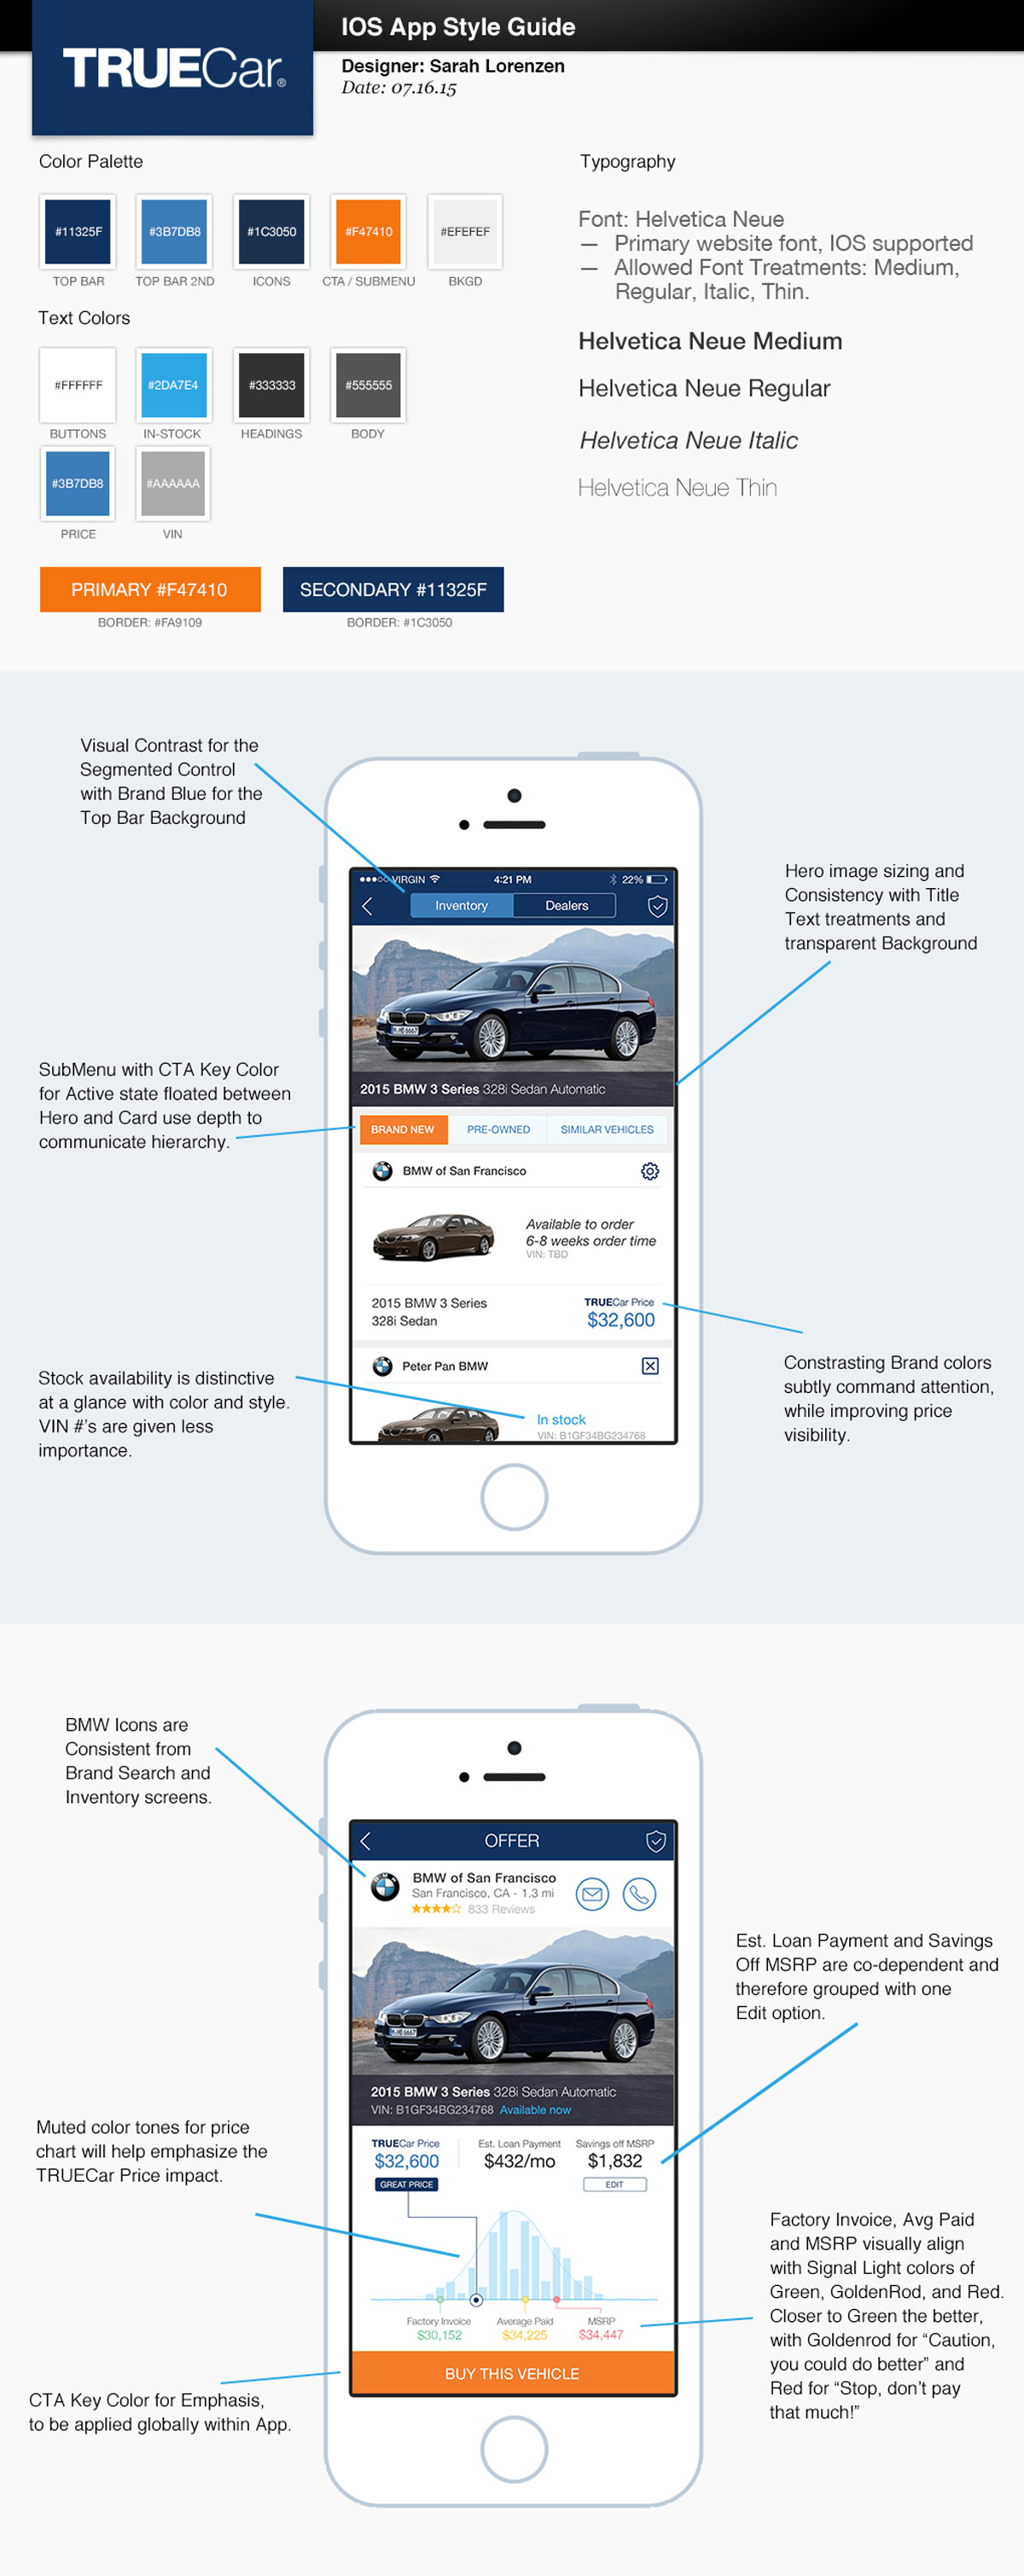 IOS App Style Guide
TRUECar®
Designer: Sarah Lorenzen
Date: 07.16.15
Color Palette
#11325F
#3B7DB8
#1C3050
#F47410
#EFEFEF
TOP BAR
TOP BAR 2ND
ICONS
CTA / SUBMENU
BKGD
Text Colors
#FFFFFF
#2DA7E4
#333333
#555555
BUTTONS
IN-STOCK
HEADINGS
BODY
#3B7DB8
#AAAAAA
PRICE
VIN
PRIMARY #F47410
SECONDARY #11325F
BORDER: #FA9109
BORDER: #1C3050
Typography
Font: Helvetica Neue
— Primary website font, IOS supported
— Allowed Font Treatments: Medium,
Regular, Italic, Thin.
Helvetica Neue Medium
Helvetica Neue Regular
Helvetica Neue Italic
Helvetica Neue Thin
Visual Contrast for the
Segmented Control
with Brand Blue for the
Top Bar Background
Hero image sizing and
Consistency with Title
Text treatments and
transparent Background
SubMenu with CTA Key Color
for Active state floated between
Hero and Card use depth to
communicate hierarchy.
Stock availability is distinctive
at a glance with color and style.
VIN #'s are given less
importance.
Constrasting Brand colors
subtly command attention,
while improving price
visibility.
VIRGIN
4:21 PM
22%
Inventory
Dealers
2015 BMW 3 Series 328i Sedan Automatic
BRAND NEW
PRE-OWNED
SIMILAR VEHICLES
BMW of San Francisco
Available to order
6-8 weeks order time
VIN: TBD
2015 BMW 3 Series
328i Sedan
TRUECar Price
$32,600
Peter Pan BMW
In stock
VIN: B1GF34BG234768
BMW Icons are
Consistent from
Brand Search and
Inventory screens.
Est. Loan Payment and Savings
Off MSRP are co-dependent and
therefore grouped with one
Edit option.
Muted color tones for price
chart will help emphasize the
TRUECar Price impact.
Factory Invoice, Avg Paid
and MSRP visually align
with Signal Light colors of
Green, GoldenRod, and Red.
Closer to Green the better,
with Goldenrod for “Caution,
you could do better” and
Red for “Stop, don't pay
that much!”
CTA Key Color for Emphasis,
to be applied globally within App.
OFFER
BMW of San Francisco
San Francisco, CA - 1.3 mi
833 Reviews
2015 BMW 3 Series 328i Sedan Automatic
VIN: B1GF34BG234768 Available now
TRUECar Price
Est. Loan Payment
Savings off MSRP
$32,600
$432/mo
$1,832
GREAT PRICE
EDIT
Factory Invoice
Average Paid
MSRP
$30,152
$34,225
$34,447
BUY THIS VEHICLE